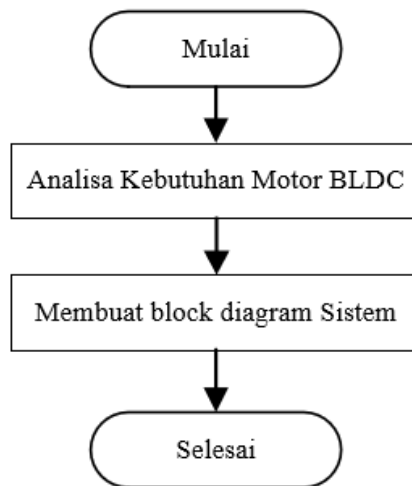 Mulai
Analisa Kebutuhan Motor BLDC
Membuat block diagram Sistem
Selesai